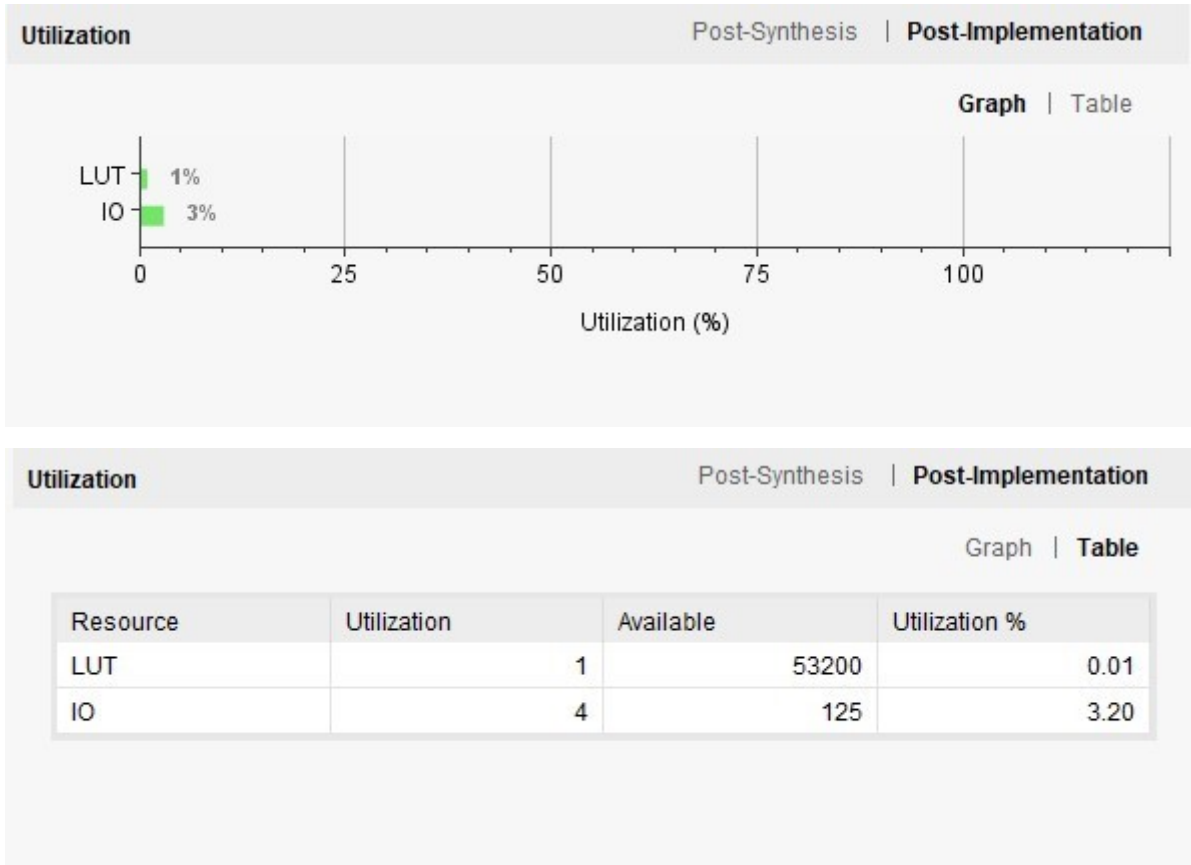 Utilization Post-Synthesis | Post-Implementation
Graph | Table
LUT 1%
IO 3%
0 25 50 75 100
Utilization (%)
Utilization Post-Synthesis | Post-Implementation
Graph | Table
Resource Utilization Available Utilization %
LUT 1 53200 0.01
IO 4 125 3.20